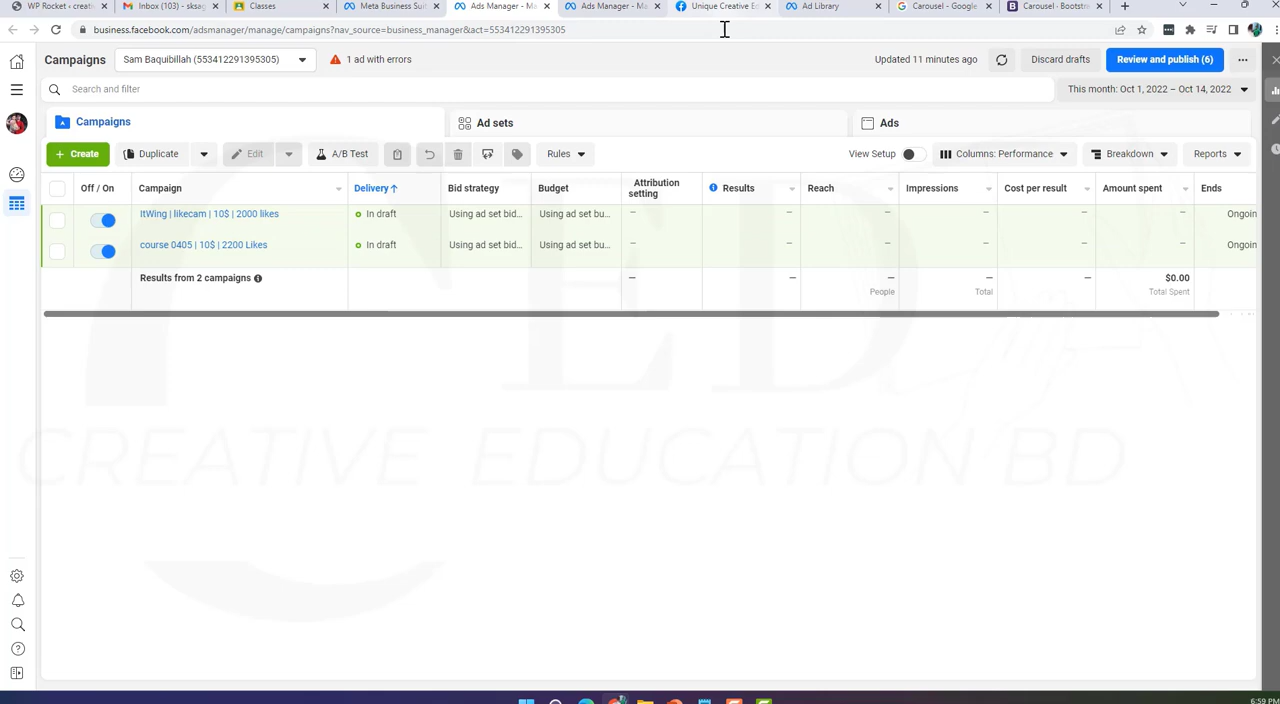 WP Rocket - creati
Inbox (103) - sksag
Classes
Meta Business Suit
Ads Manager - M
Ads Manager - M
Unique Creative Ed
Ad Library
Carousel - Google
Carousel · Bootstr
business.facebook.com/adsmanager/manage/campaigns?nav_source=business_manager&act=553412291395305
Campaigns
Sam Baquibillah (553412291395305)
1 ad with errors
Updated 11 minutes ago
Discard drafts
Review and publish (6)
Search and filter
This month: Oct 1, 2022 – Oct 14, 2022
Campaigns
Ad sets
Ads
+ Create
Duplicate
Edit
A/B Test
Rules
View Setup
Columns: Performance
Breakdown
Reports
Off / On
Campaign
Delivery ↑
Bid strategy
Budget
Attribution setting
Results
Reach
Impressions
Cost per result
Amount spent
Ends
ItWing | likecam | 10$ | 2000 likes
In draft
Using ad set bid...
Using ad set bu...
— — — — — —
Ongoin
course 0405 | 10$ | 2200 Likes
In draft
Using ad set bid...
Using ad set bu...
— — — — — —
Ongoin
Results from 2 campaigns
— — — — —
$0.00
People
Total
Total Spent
CED
CREATIVE EDUCATION BD
6:59 PM